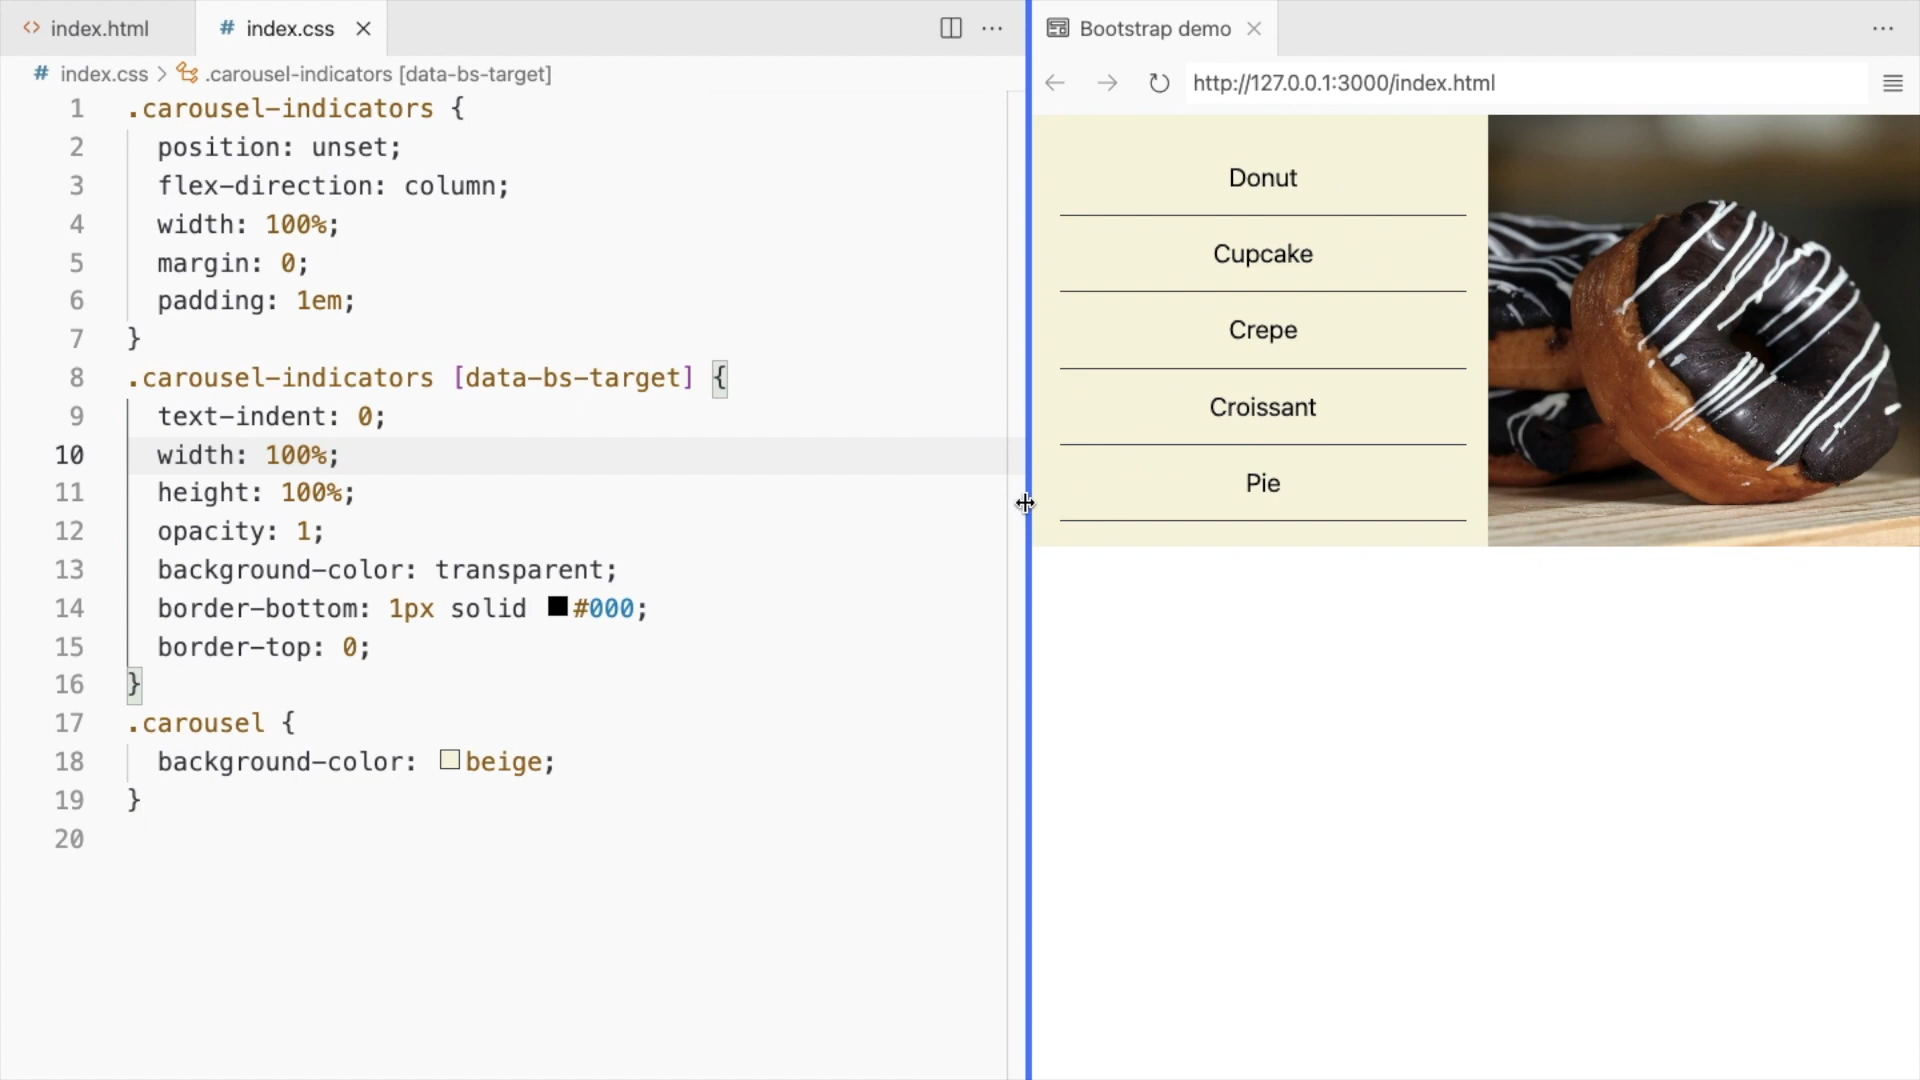 index.html
# index.css
# index.css > .carousel-indicators [data-bs-target]
1 .carousel-indicators {
2 position: unset;
3 flex-direction: column;
4 width: 100%;
5 margin: 0;
6 padding: 1em;
7 }
8 .carousel-indicators [data-bs-target] {
9 text-indent: 0;
10 width: 100%;
11 height: 100%;
12 opacity: 1;
13 background-color: transparent;
14 border-bottom: 1px solid #000;
15 border-top: 0;
16 }
17 .carousel {
18 background-color: beige;
19 }
20
Bootstrap demo
http://127.0.0.1:3000/index.html
Donut
Cupcake
Crepe
Croissant
Pie